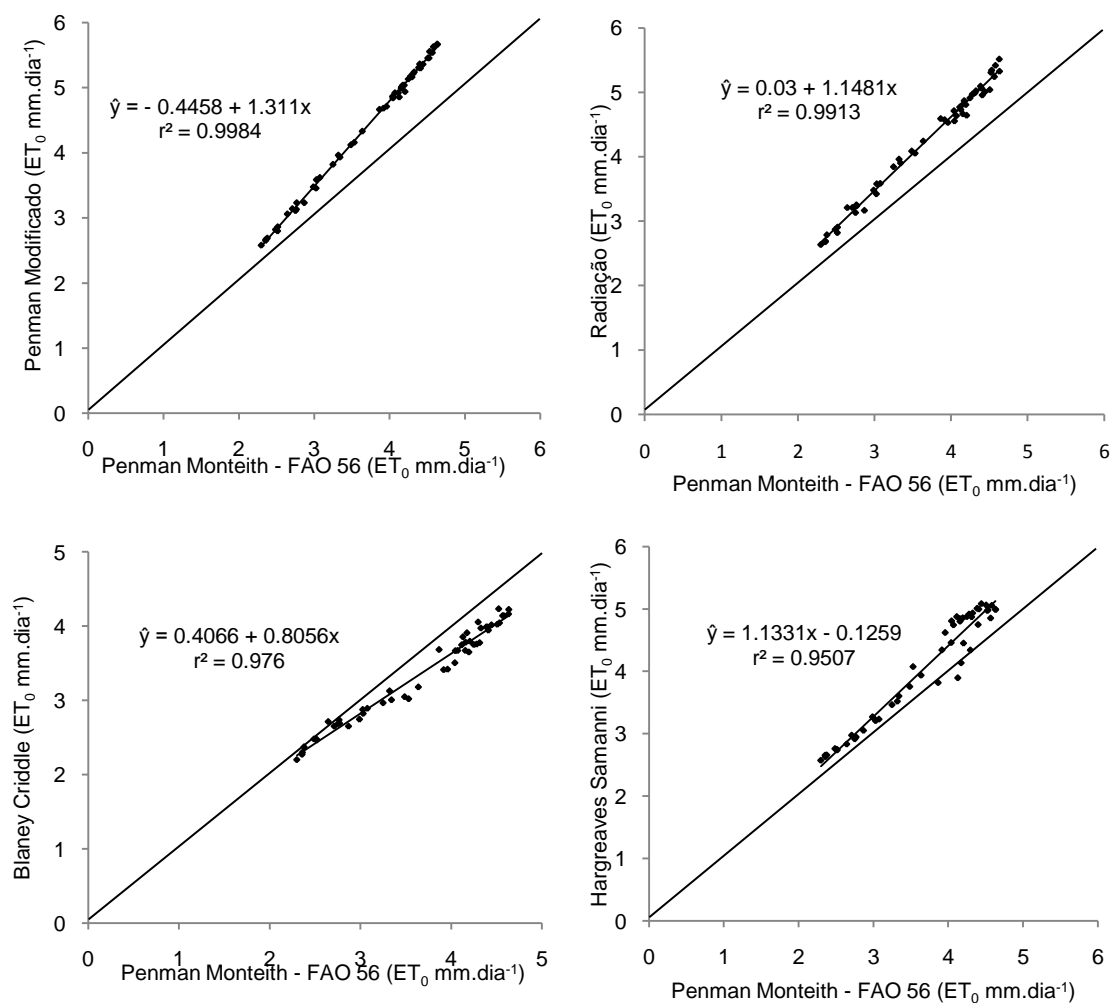 Penman Modificado (ET₀ mm.dia⁻¹)
6
5
4
3
2
1
0
ŷ = - 0.4458 + 1.311x
r² = 0.9984
0 1 2 3 4 5 6
Penman Monteith - FAO 56 (ET₀ mm.dia⁻¹)
Radiação (ET₀ mm.dia⁻¹)
6
5
4
3
2
1
0
ŷ = 0.03 + 1.1481x
r² = 0.9913
0 1 2 3 4 5 6
Penman Monteith - FAO 56 (ET₀ mm.dia⁻¹)
Blaney Criddle (ET₀ mm.dia⁻¹)
5
4
3
2
1
0
ŷ = 0.4066 + 0.8056x
r² = 0.976
0 1 2 3 4 5
Penman Monteith - FAO 56 (ET₀ mm.dia⁻¹)
Hargreaves Samanni (ET₀ mm.dia⁻¹)
6
5
4
3
2
1
0
ŷ = 1.1331x - 0.1259
r² = 0.9507
0 1 2 3 4 5 6
Penman Monteith - FAO 56 (ET₀ mm.dia⁻¹)